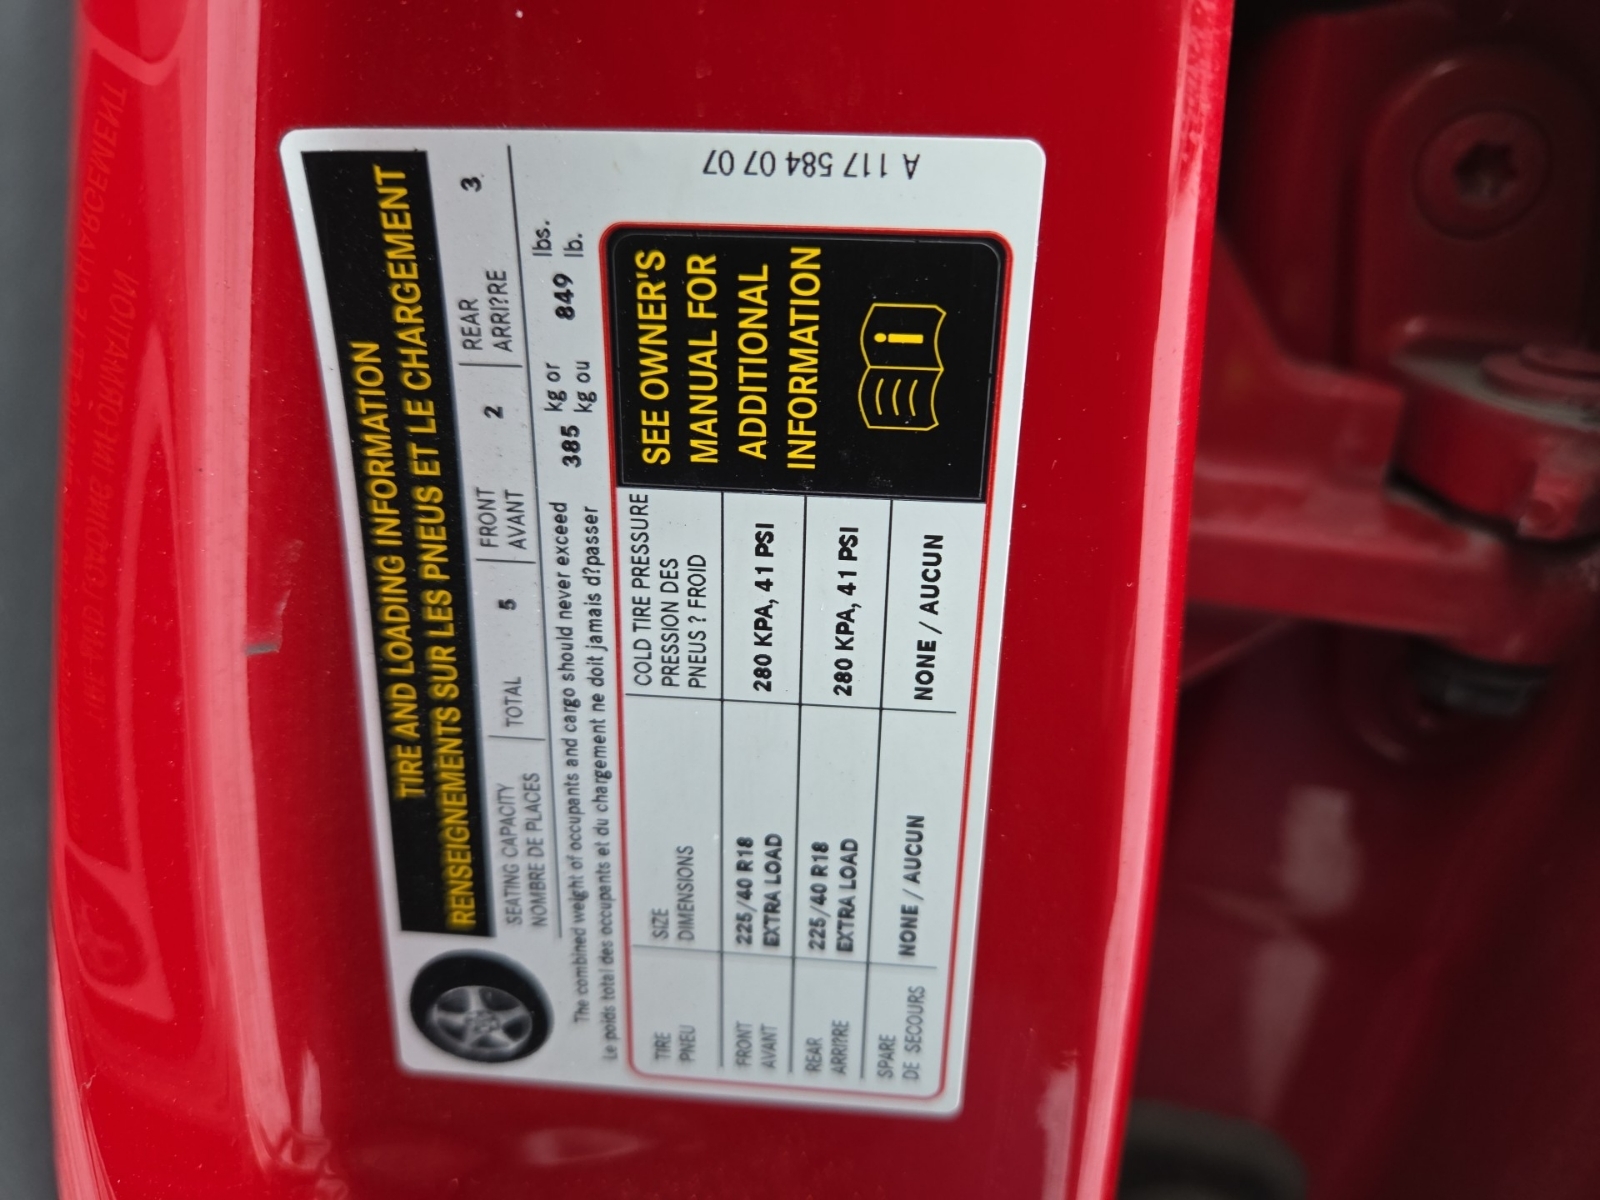 TIRE AND LOADING INFORMATION
RENSEIGNEMENTS SUR LES PNEUS ET LE CHARGEMENT
SEATING CAPACITY
NOMBRE DE PLACES
TOTAL 5
FRONT
AVANT
2
REAR
ARRI?RE
3
The combined weight of occupants and cargo should never exceed 385 kg or 849 lbs.
Le poids total des occupants et du chargement ne doit jamais d?passer kg ou lb.
TIRE
PNEU
SIZE
DIMENSIONS
COLD TIRE PRESSURE
PRESSION DES
PNEUS ? FROID
FRONT
AVANT
225/40 R18
EXTRA LOAD
280 KPA, 41 PSI
REAR
ARRI?RE
225/40 R18
EXTRA LOAD
280 KPA, 41 PSI
SPARE
DE SECOURS
NONE / AUCUN
NONE / AUCUN
SEE OWNER'S
MANUAL FOR
ADDITIONAL
INFORMATION
i
A 117 584 07 07